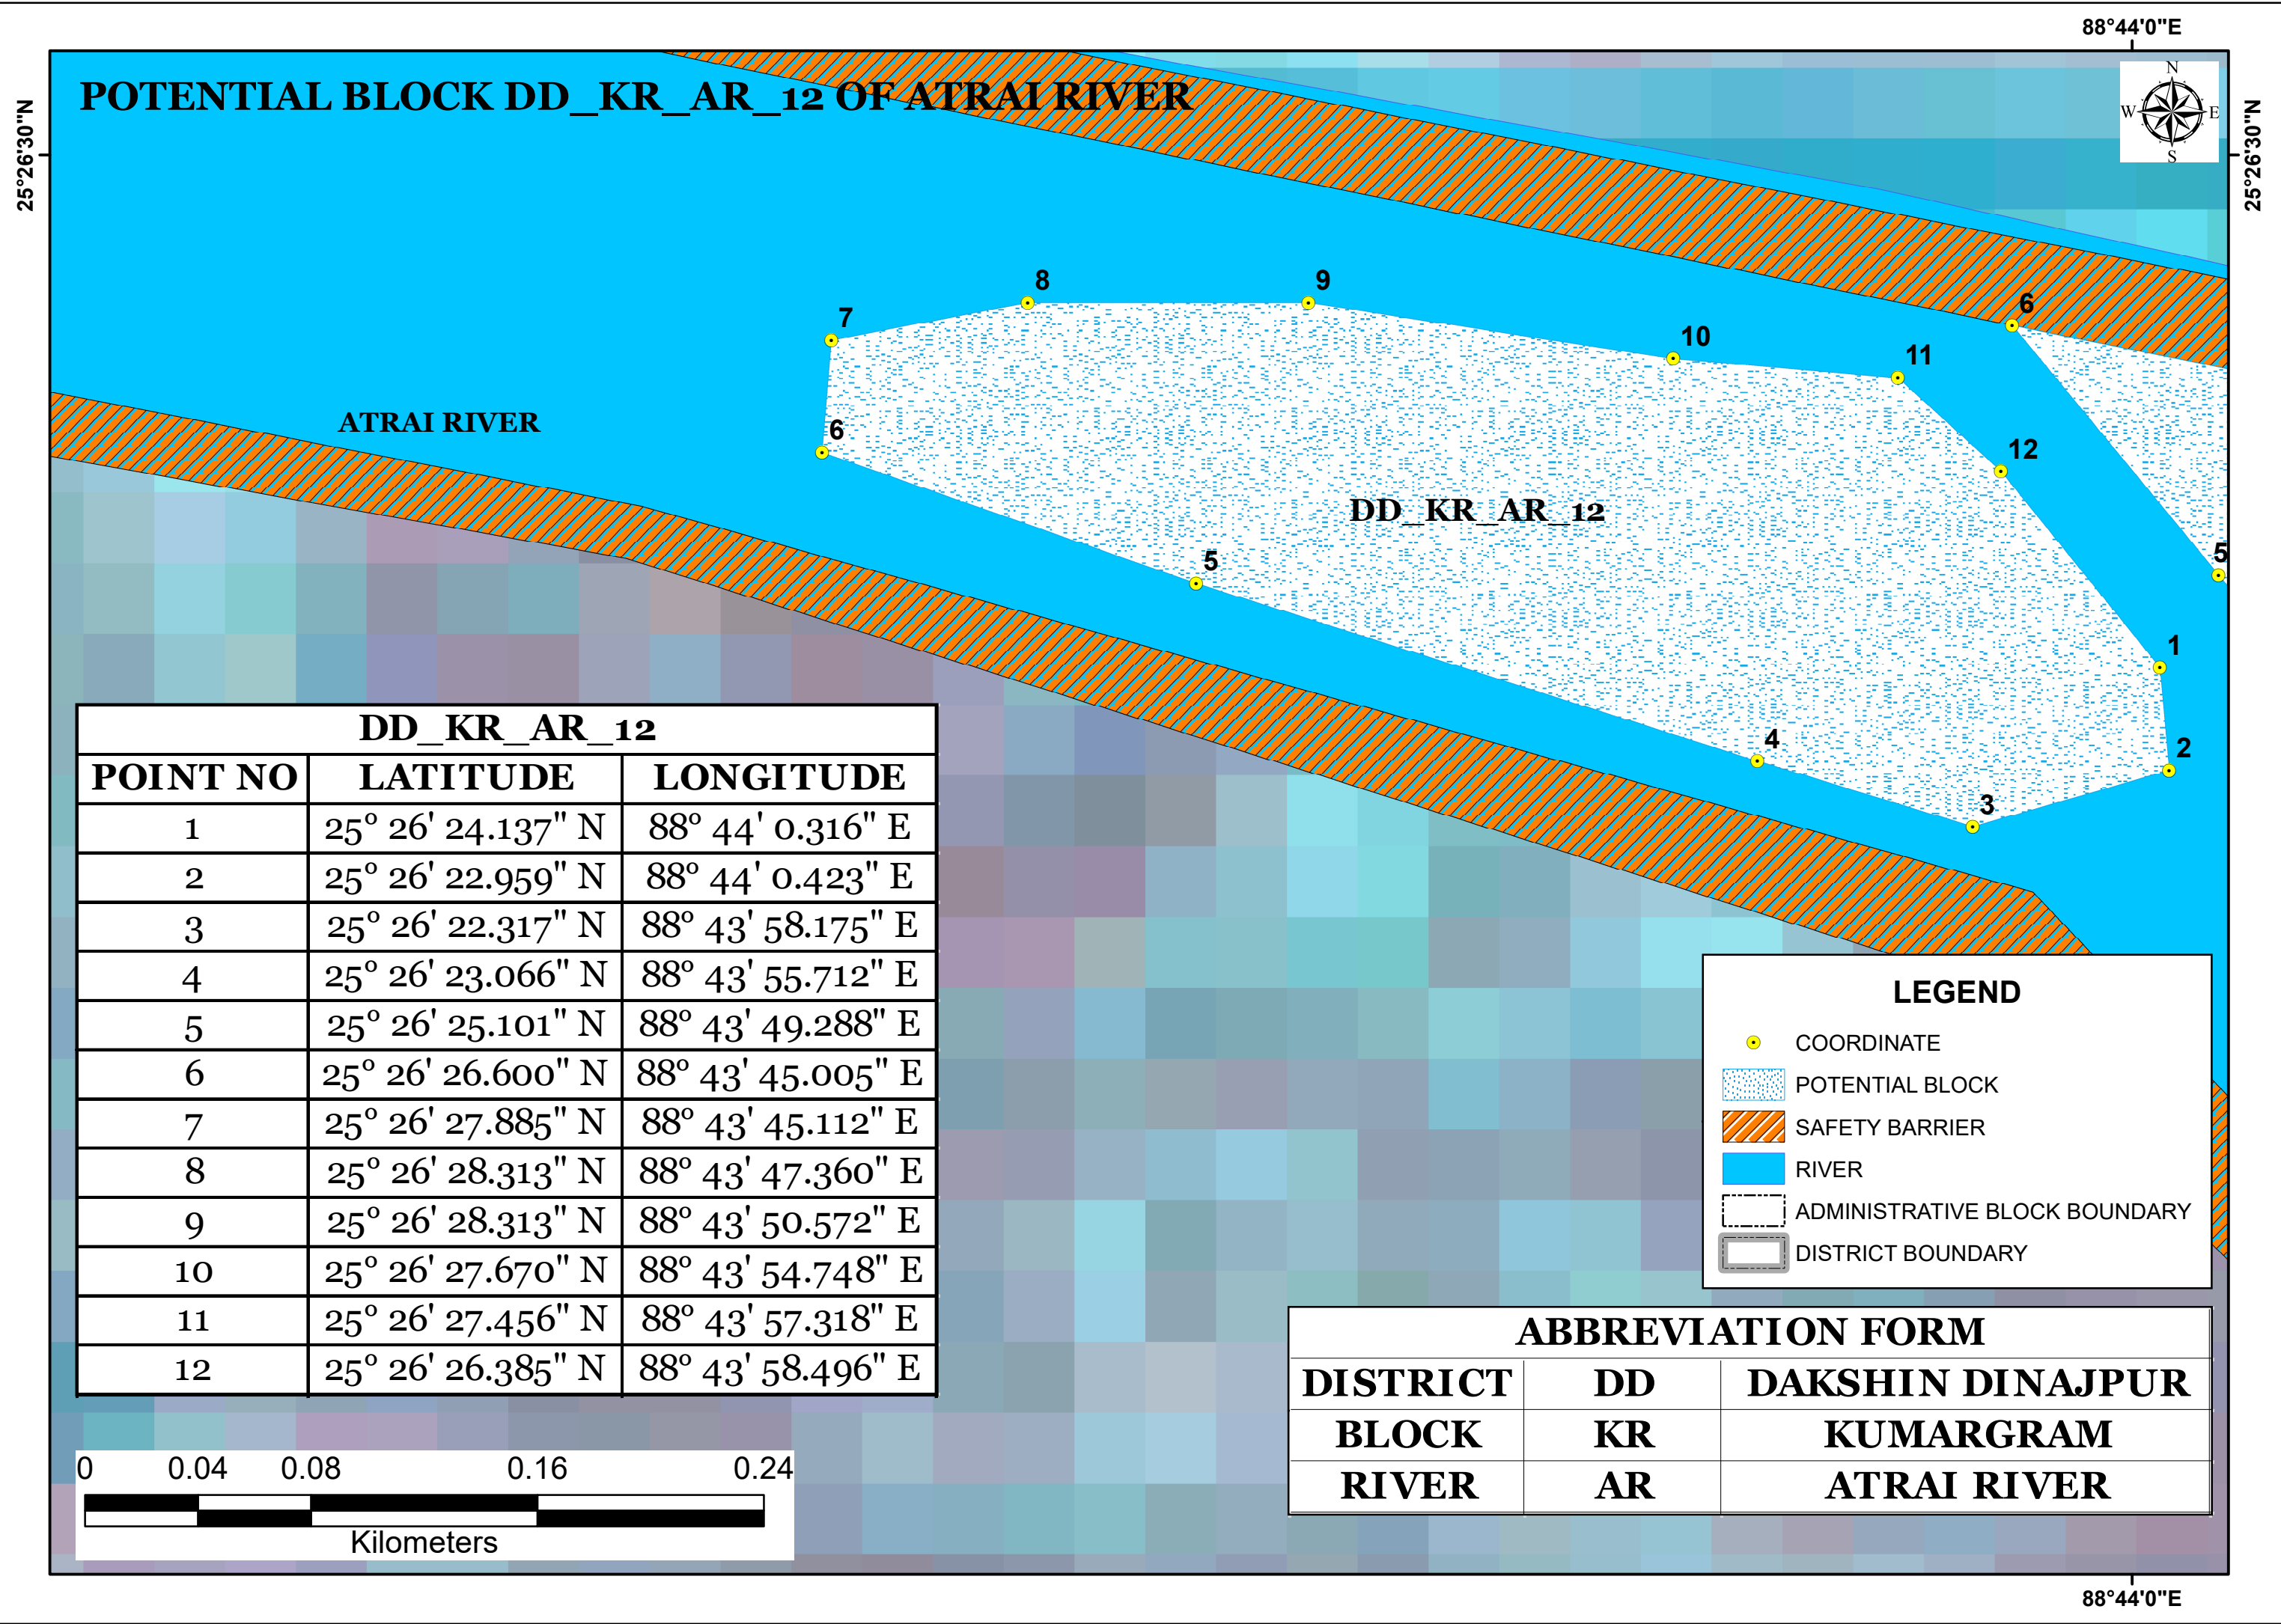 88°44'0"E
POTENTIAL BLOCK DD_KR_AR_12 OF ATRAI RIVER
N
W E
S
25°26'30"N
25°26'30"N
8
9
7
6
10
11
ATRAI RIVER
6
12
DD_KR_AR_12
5
5
1
4
2
3
DD_KR_AR_12
POINT NO LATITUDE LONGITUDE
1 25° 26' 24.137" N 88° 44' 0.316" E
2 25° 26' 22.959" N 88° 44' 0.423" E
3 25° 26' 22.317" N 88° 43' 58.175" E
4 25° 26' 23.066" N 88° 43' 55.712" E
5 25° 26' 25.101" N 88° 43' 49.288" E
6 25° 26' 26.600" N 88° 43' 45.005" E
7 25° 26' 27.885" N 88° 43' 45.112" E
8 25° 26' 28.313" N 88° 43' 47.360" E
9 25° 26' 28.313" N 88° 43' 50.572" E
10 25° 26' 27.670" N 88° 43' 54.748" E
11 25° 26' 27.456" N 88° 43' 57.318" E
12 25° 26' 26.385" N 88° 43' 58.496" E
LEGEND
COORDINATE
POTENTIAL BLOCK
SAFETY BARRIER
RIVER
ADMINISTRATIVE BLOCK BOUNDARY
DISTRICT BOUNDARY
ABBREVIATION FORM
DISTRICT DD DAKSHIN DINAJPUR
BLOCK KR KUMARGRAM
RIVER AR ATRAI RIVER
0 0.04 0.08 0.16 0.24
Kilometers
88°44'0"E